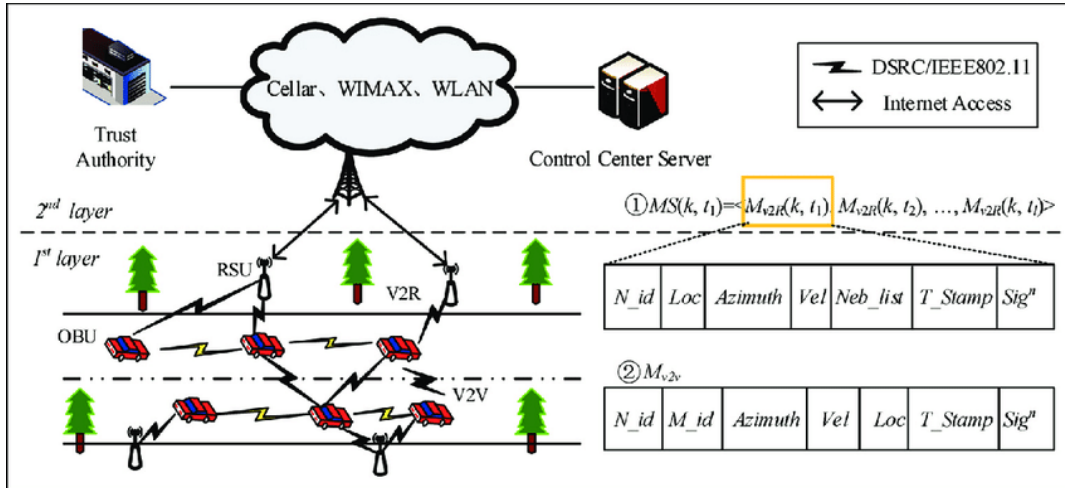 Cellar、WIMAX、WLAN
DSRC/IEEE802.11
Internet Access
Trust
Authority
Control Center Server
2nd layer
①MS(k, t1)=<Mv2R(k, t1), Mv2R(k, t2), …, Mv2R(k, tl)>
1st layer
RSU
V2R
N_id Loc Azimuth Vel Neb_list T_Stamp Sign
OBU
②Mv2v
V2V
N_id M_id Azimuth Vel Loc T_Stamp Sign